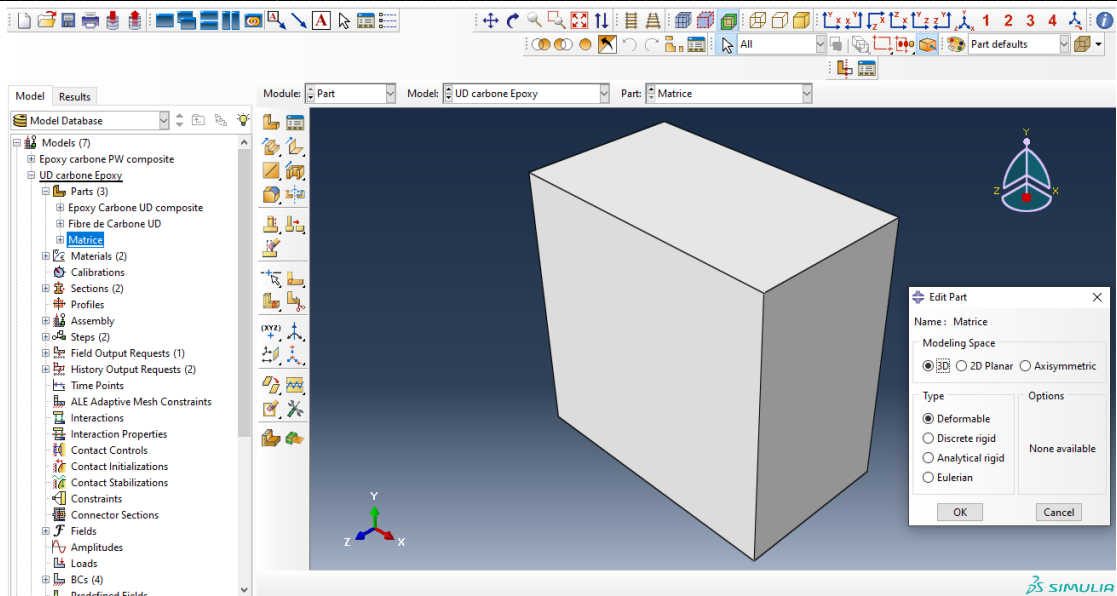 A
1 2 3 4
All
Part defaults
Model Results
Module: Part Model: UD carbone Epoxy Part: Matrice
Model Database
Models (7)
Epoxy carbone PW composite
UD carbone Epoxy
Parts (3)
Epoxy Carbone UD composite
Fibre de Carbone UD
Matrice
Materials (2)
Calibrations
Sections (2)
Profiles
Assembly
Steps (2)
Field Output Requests (1)
History Output Requests (2)
Time Points
ALE Adaptive Mesh Constraints
Interactions
Interaction Properties
Contact Controls
Contact Initializations
Contact Stabilizations
Constraints
Connector Sections
Fields
Amplitudes
Loads
BCs (4)
Predefined Fields
(XYZ)
Y
Z X
Y
Z X
Edit Part
Name: Matrice
Modeling Space
3D 2D Planar Axisymmetric
Type Options
Deformable
Discrete rigid
Analytical rigid
Eulerian
None available
OK Cancel
SIMULIA